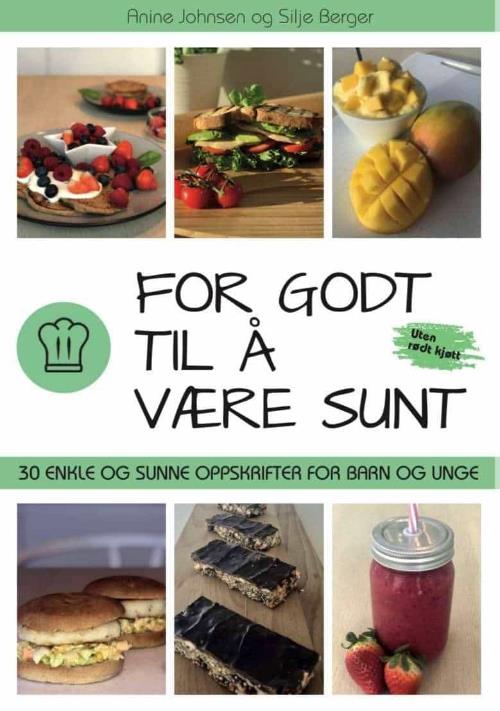 Anine Johnsen og Silje Berger
FOR GODT
TIL Å
VÆRE SUNT
Uten
rødt kjøtt
30 ENKLE OG SUNNE OPPSKRIFTER FOR BARN OG UNGE